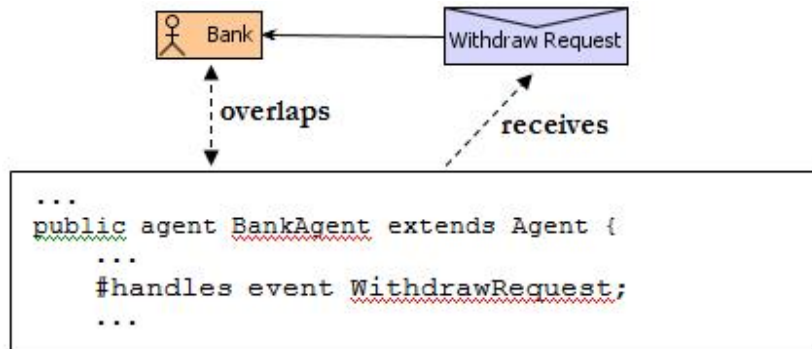 Bank
Withdraw Request
overlaps
receives
...
public agent BankAgent extends Agent {
...
#handles event WithdrawRequest;
...